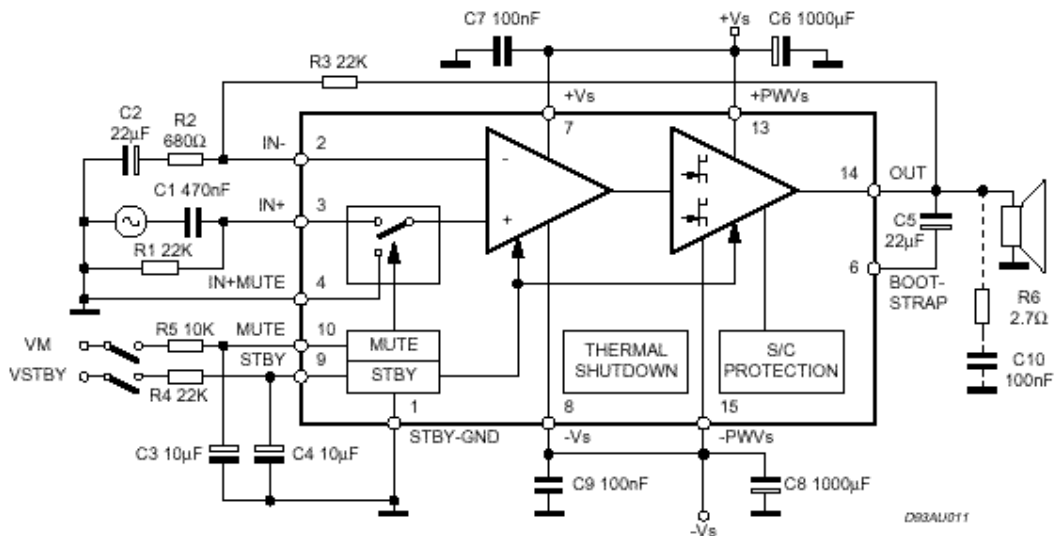 C7 100nF
+Vs
C6 1000µF
R3 22K
C2
22µF
R2
680Ω
+Vs
+PWVs
IN-
2
7
13
-
C1 470nF
IN+
3
+
14
OUT
C5
22µF
R1 22K
IN+MUTE
4
6
BOOT-
STRAP
R6
2.7Ω
VM
R5 10K
MUTE
10
MUTE
THERMAL
SHUTDOWN
S/C
PROTECTION
VSTBY
R4 22K
STBY
9
STBY
C10
100nF
1
8
15
STBY-GND
-Vs
-PWVs
C3 10µF
C4 10µF
C9 100nF
C8 1000µF
-Vs
D93AU011